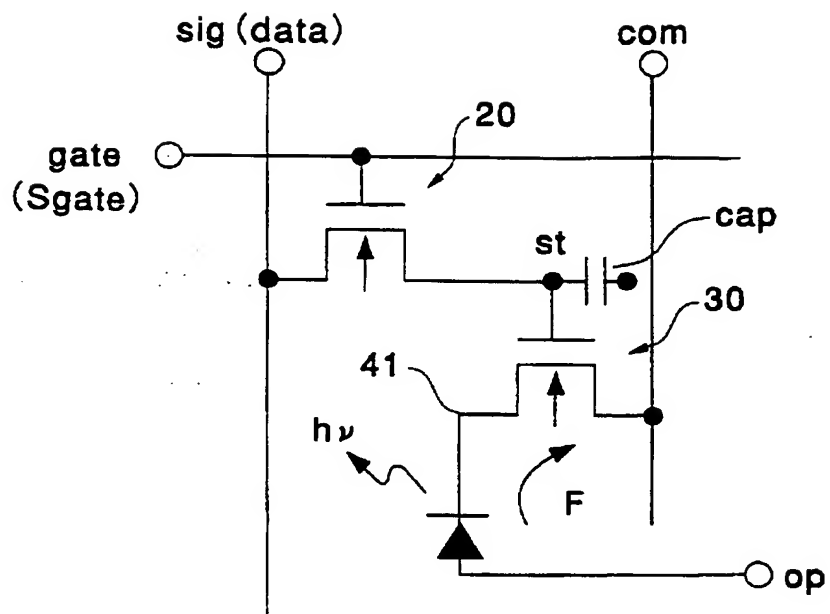 sig (data)
com
20
gate
(Sgate)
cap
st
30
41
hν
F
op